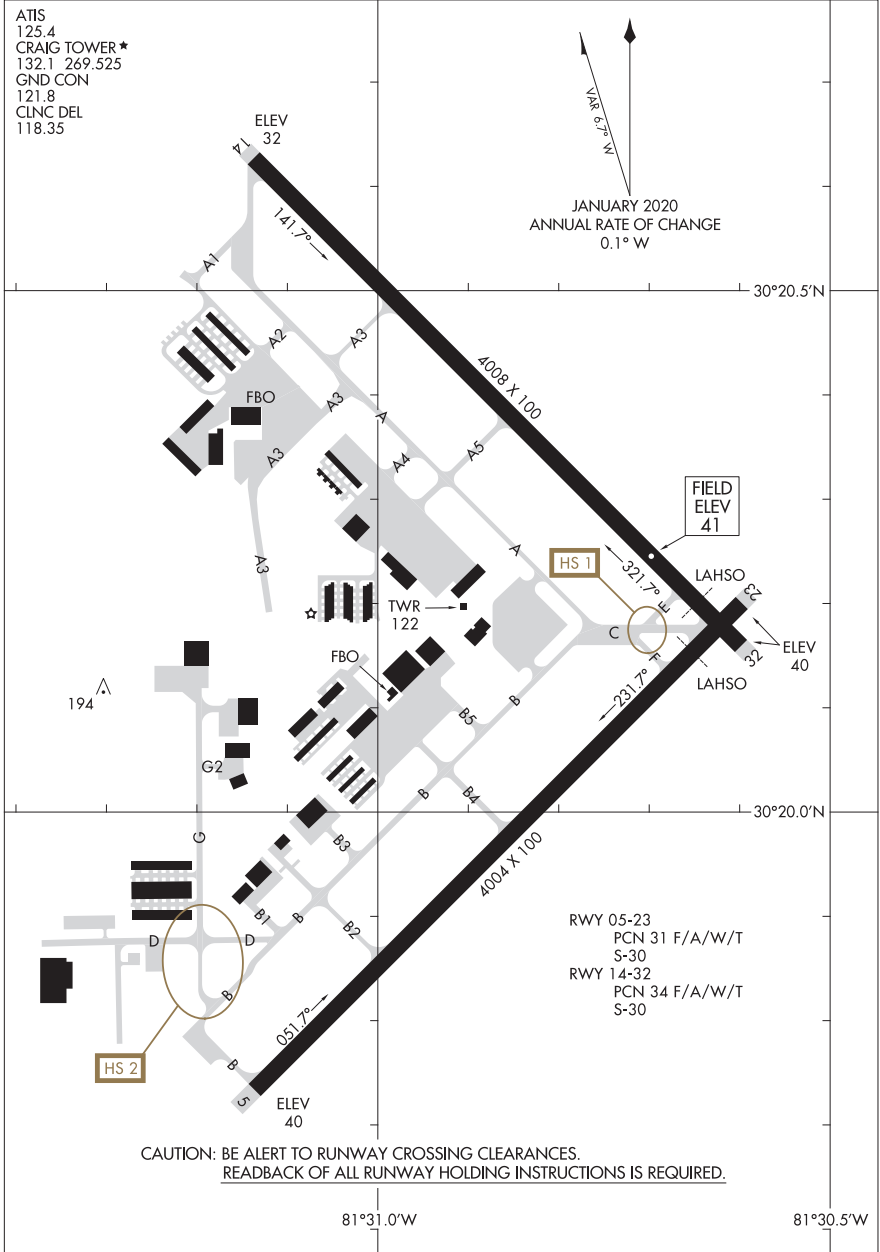 ATIS
125.4
CRAIG TOWER★
132.1 269.525
GND CON
121.8
CLNC DEL
118.35
ELEV
32
14
VAR 6.7° W
JANUARY 2020
ANNUAL RATE OF CHANGE
0.1° W
141.7°
A1
30°20.5'N
A2
A3
4008 X 100
FBO
A3
A
A3
A4
A5
FIELD
ELEV
41
A3
A
HS 1
321.7°
LAHSO
23
E
TWR
122
C
ELEV
40
F
32
LAHSO
FBO
194
231.7°
B
B5
G2
B
B4
30°20.0'N
G
B3
4004 X 100
B1
B
B2
D
D
RWY 05-23
PCN 31 F/A/W/T
S-30
RWY 14-32
PCN 34 F/A/W/T
S-30
B
051.7°
HS 2
B
5
ELEV
40
CAUTION: BE ALERT TO RUNWAY CROSSING CLEARANCES.
READBACK OF ALL RUNWAY HOLDING INSTRUCTIONS IS REQUIRED.
81°31.0'W
81°30.5'W